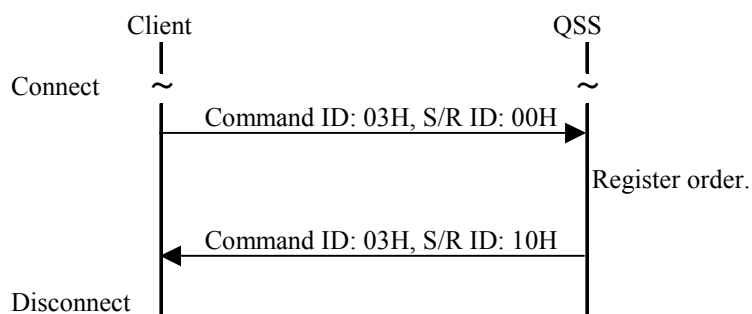 Client QSS
Connect ~ ~
Command ID: 03H, S/R ID: 00H
Register order.
Command ID: 03H, S/R ID: 10H
Disconnect